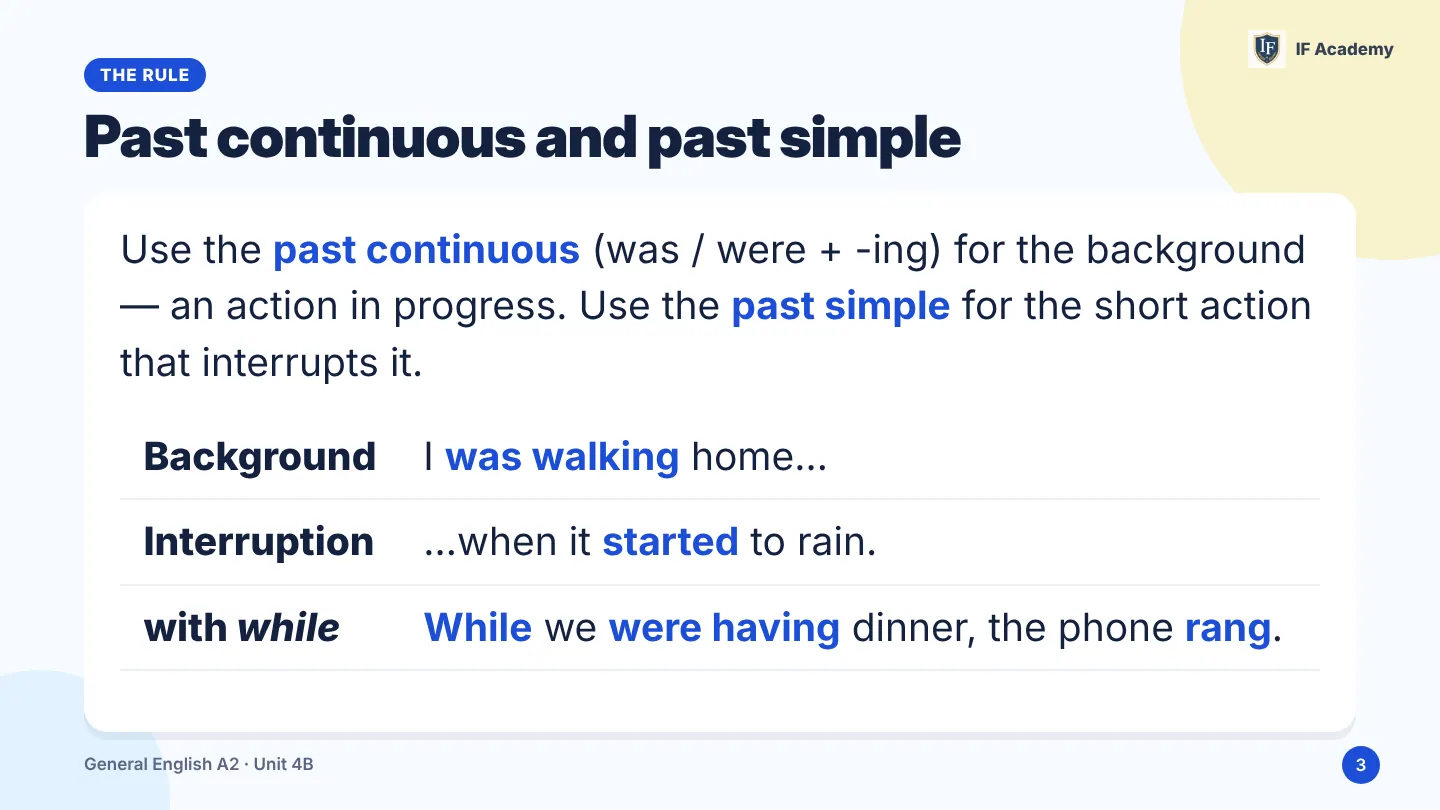 IF
IF Academy
THE RULE
Past continuous and past simple
Use the past continuous (was / were + -ing) for the background
— an action in progress. Use the past simple for the short action
that interrupts it.
Background I was walking home…
Interruption …when it started to rain.
with while While we were having dinner, the phone rang.
General English A2 · Unit 4B
3